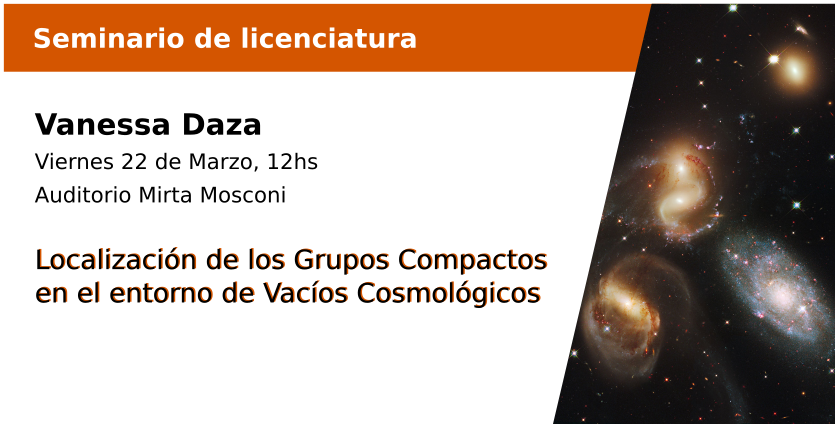 Seminario de licenciatura
Vanessa Daza
Viernes 22 de Marzo, 12hs
Auditorio Mirta Mosconi
Localización de los Grupos Compactos
en el entorno de Vacíos Cosmológicos